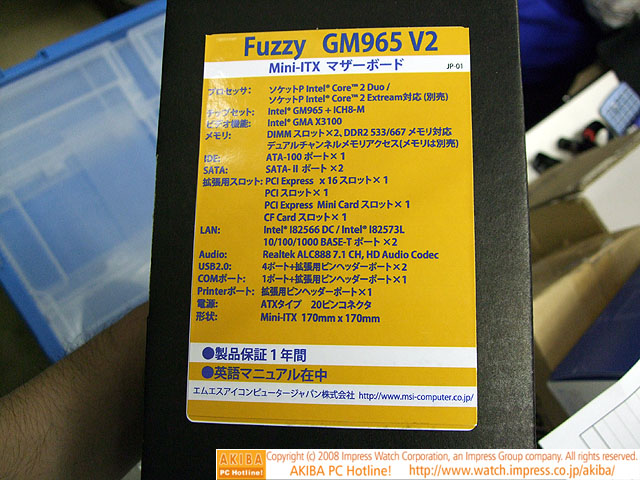 Fuzzy GM965 V2
Mini-ITX マザーボード JP-01
プロセッサ: ソケットP Intel® Core™ 2 Duo /
ソケットP Intel® Core™ 2 Extream対応 (別売)
チップセット: Intel® GM965 + ICH8-M
ビデオ機能: Intel® GMA X3100
メモリ: DIMM スロット×2、DDR2 533/667 メモリ対応
デュアルチャンネルメモリアクセス(メモリは別売)
IDE: ATA-100 ポート×1
SATA: SATA-Ⅱ ポート×2
拡張用スロット: PCI Express x 16 スロット×1
PCI スロット×1
PCI Express Mini Card スロット×1
CF Card スロット×1
LAN: Intel® I82566 DC / Intel® I82573L
10/100/1000 BASE-T ポート×2
Audio: Realtek ALC888 7.1 CH, HD Audio Codec
USB2.0: 4ポート+拡張用ピンヘッダーポート×2
COMポート: 1ポート+拡張用ピンヘッダーポート×1
Printerポート: 拡張用ピンヘッダーポート×1
電源: ATXタイプ 20ピンコネクタ
形状: Mini-ITX 170mm x 170mm
●製品保証1年間
●英語マニュアル在中
エムエスアイコンピュータージャパン株式会社 http://www.msi-computer.co.jp/
AKIBA PC Hotline! Copyright (c) 2008 Impress Watch Corporation, an Impress Group company. All rights reserved.
AKIBA PC Hotline! http://www.watch.impress.co.jp/akiba/